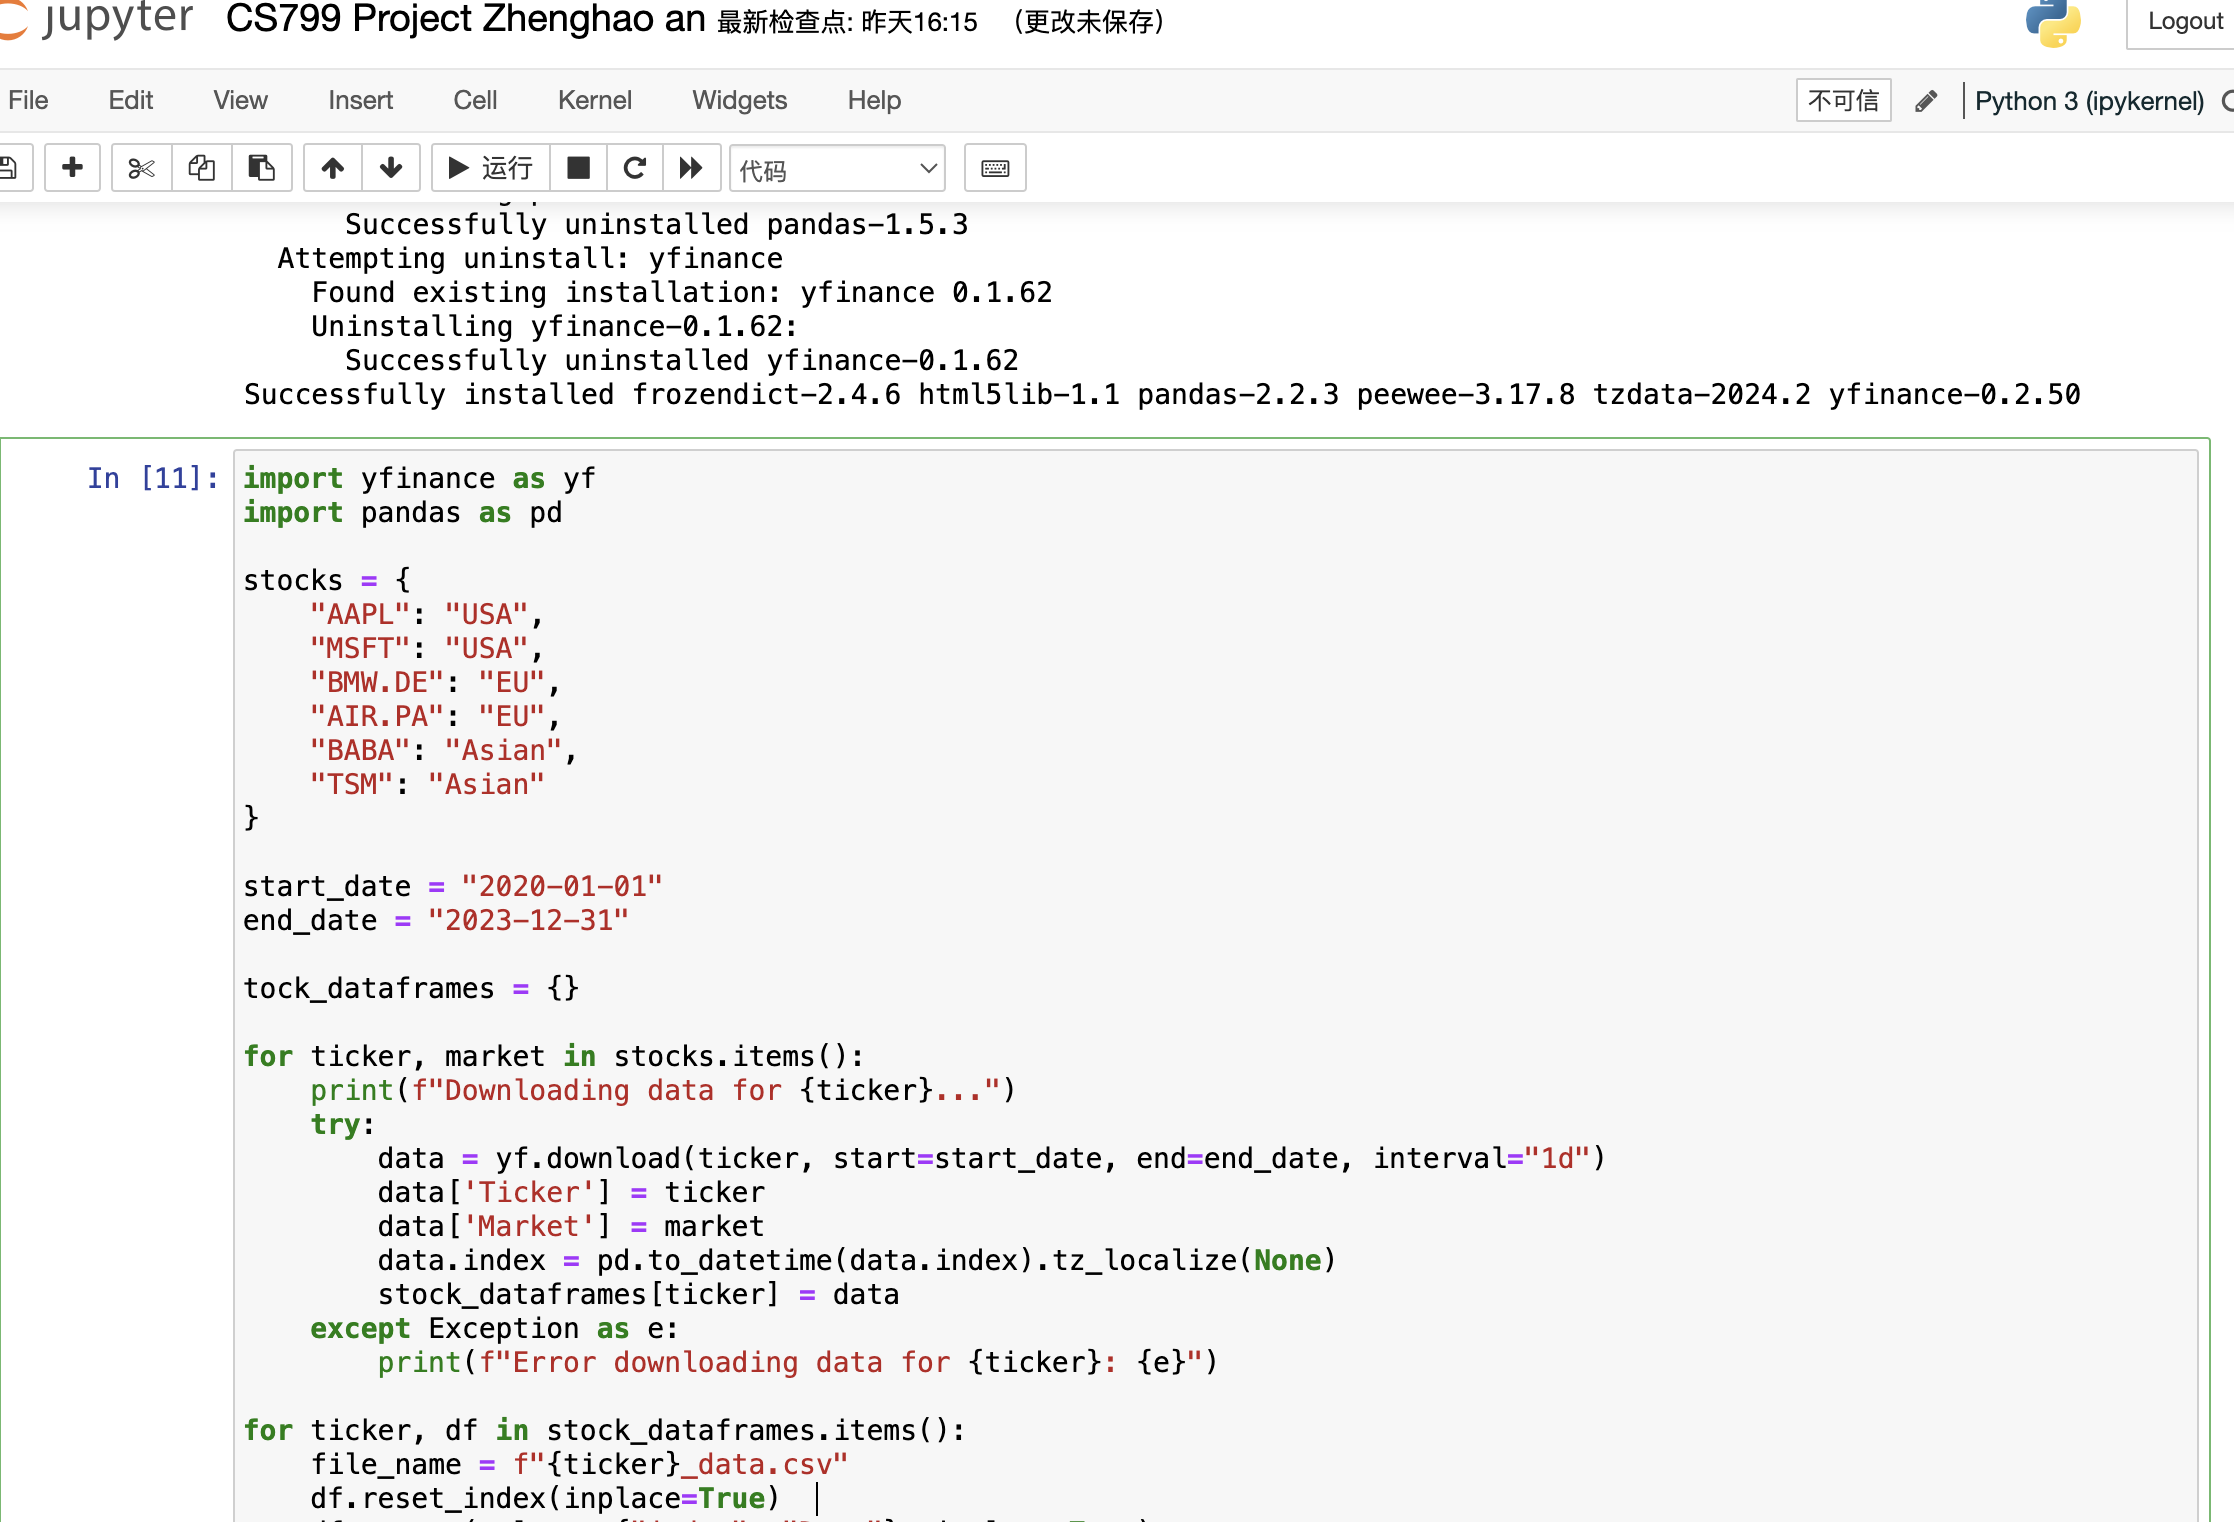 jupyter CS799 Project Zhenghao an 最新检查点: 昨天16:15 (更改未保存) Logout
File Edit View Insert Cell Kernel Widgets Help 不可信 Python 3 (ipykernel)
运行 代码
Successfully uninstalled pandas-1.5.3
Attempting uninstall: yfinance
Found existing installation: yfinance 0.1.62
Uninstalling yfinance-0.1.62:
Successfully uninstalled yfinance-0.1.62
Successfully installed frozendict-2.4.6 html5lib-1.1 pandas-2.2.3 peewee-3.17.8 tzdata-2024.2 yfinance-0.2.50
In [11]: import yfinance as yf
import pandas as pd
stocks = {
"AAPL": "USA",
"MSFT": "USA",
"BMW.DE": "EU",
"AIR.PA": "EU",
"BABA": "Asian",
"TSM": "Asian"
}
start_date = "2020-01-01"
end_date = "2023-12-31"
tock_dataframes = {}
for ticker, market in stocks.items():
print(f"Downloading data for {ticker}...")
try:
data = yf.download(ticker, start=start_date, end=end_date, interval="1d")
data['Ticker'] = ticker
data['Market'] = market
data.index = pd.to_datetime(data.index).tz_localize(None)
stock_dataframes[ticker] = data
except Exception as e:
print(f"Error downloading data for {ticker}: {e}")
for ticker, df in stock_dataframes.items():
file_name = f"{ticker}_data.csv"
df.reset_index(inplace=True)